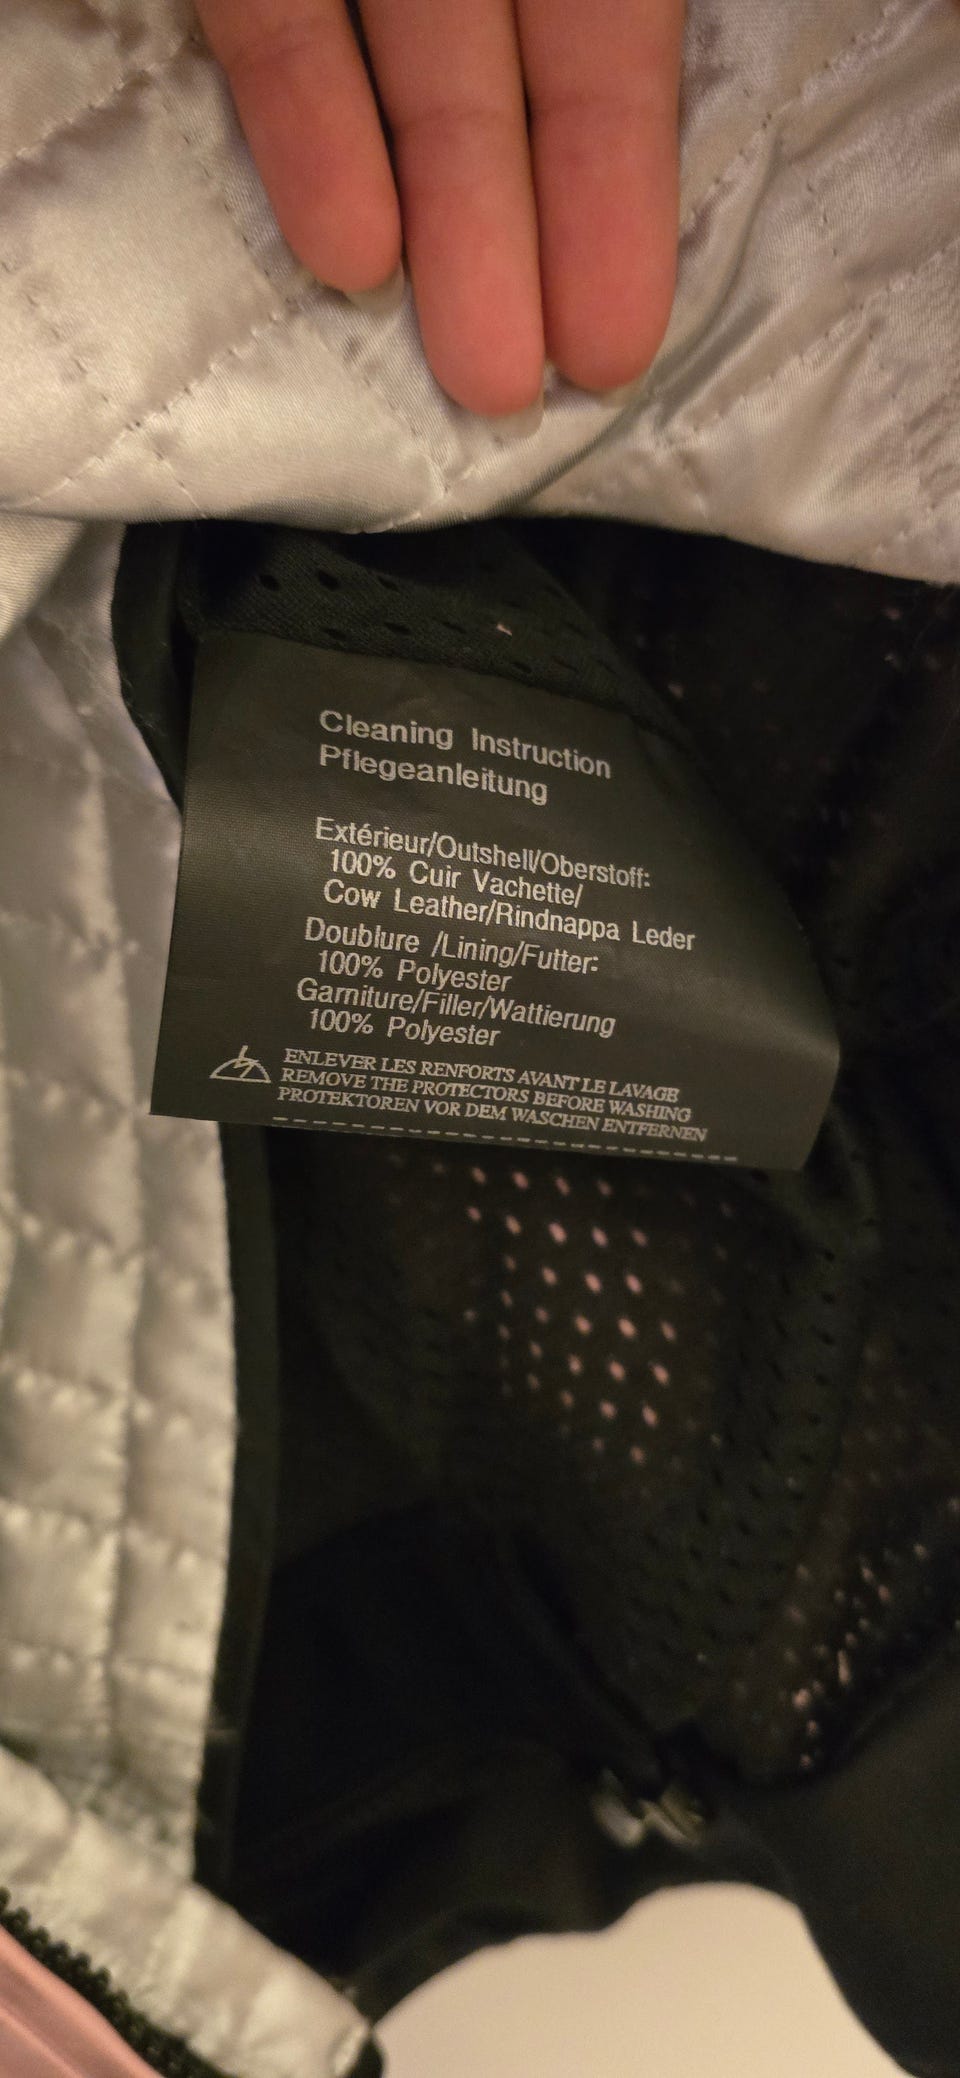 Cleaning Instruction
Pflegeanleitung
Extérieur/Outshell/Oberstoff:
100% Cuir Vachette/
Cow Leather/Rindnappa Leder
Doublure /Lining/Futter:
100% Polyester
Garniture/Filler/Wattierung
100% Polyester
ENLEVER LES RENFORTS AVANT LE LAVAGE
REMOVE THE PROTECTORS BEFORE WASHING
PROTEKTOREN VOR DEM WASCHEN ENTFERNEN